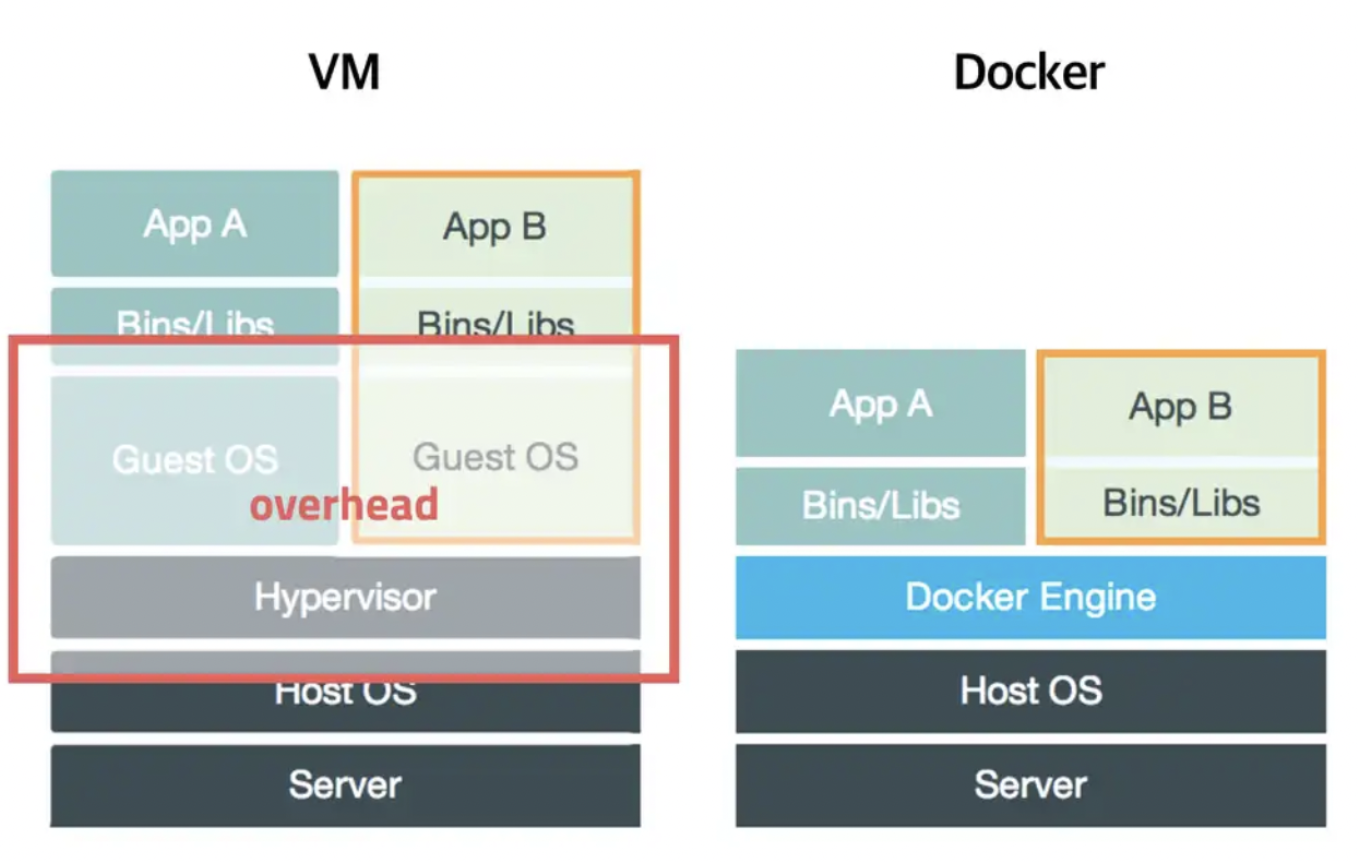 VM
App A
App B
Bins/Libs
Bins/Libs
Guest OS
Guest OS
overhead
Hypervisor
Host OS
Server
Docker
App A
App B
Bins/Libs
Bins/Libs
Docker Engine
Host OS
Server